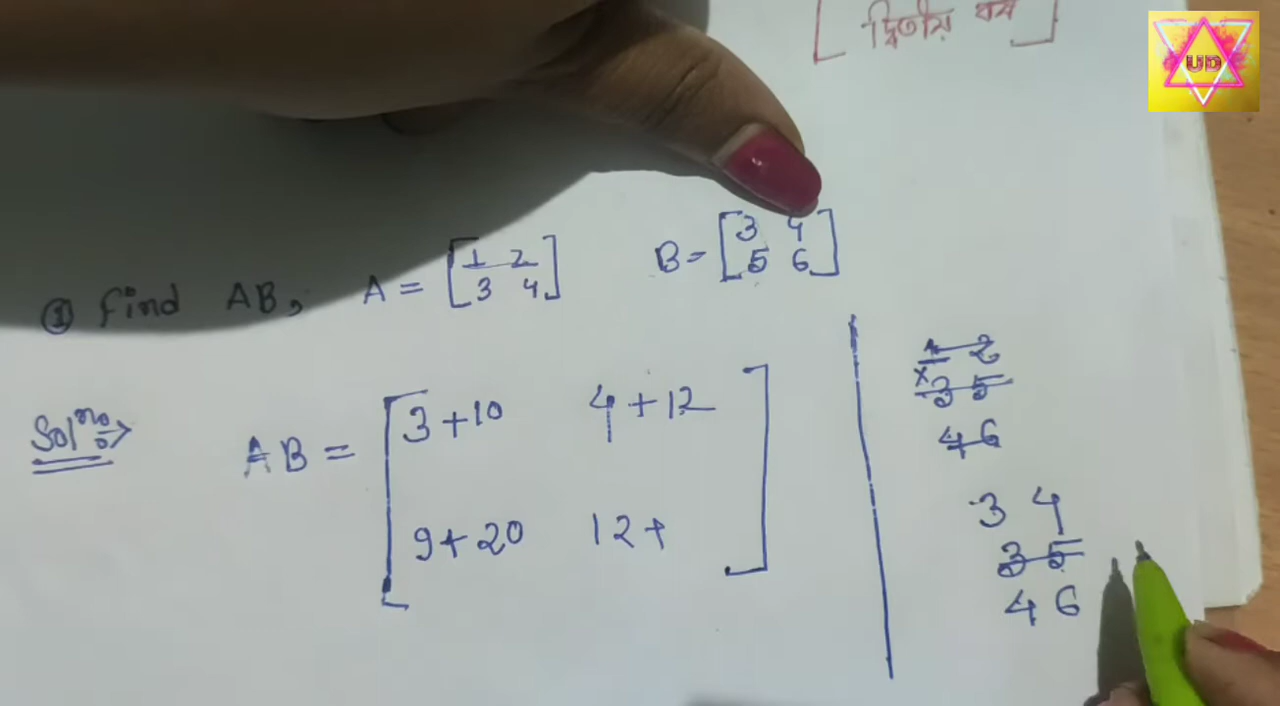 [ দ্বিতীয় বর্ষ ]
UD
① Find AB, A = [1 2 3 4] B = [3 4 5 6]
Solⁿ⇒
AB = [3+10 4+12
9+20 12+ ]
1 2
× 3 5
4 6
3 4
3 5
4 6